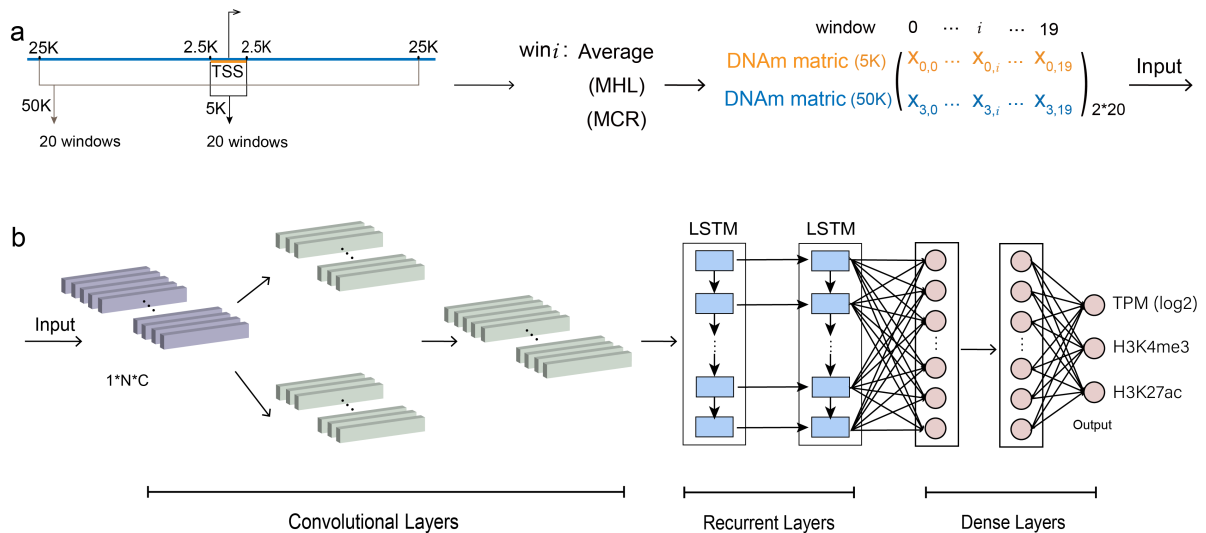 a
25K 2.5K 2.5K 25K
TSS
50K 5K
20 windows 20 windows
win i: Average
(MHL)
(MCR)
window 0 ... i ... 19
DNAm matric (5K) X0,0 ... X0,i ... X0,19
DNAm matric (50K) X3,0 ... X3,i ... X3,19
2*20
Input
b
Input
1*N*C
LSTM LSTM
TPM (log2)
H3K4me3
H3K27ac
Output
Convolutional Layers Recurrent Layers Dense Layers